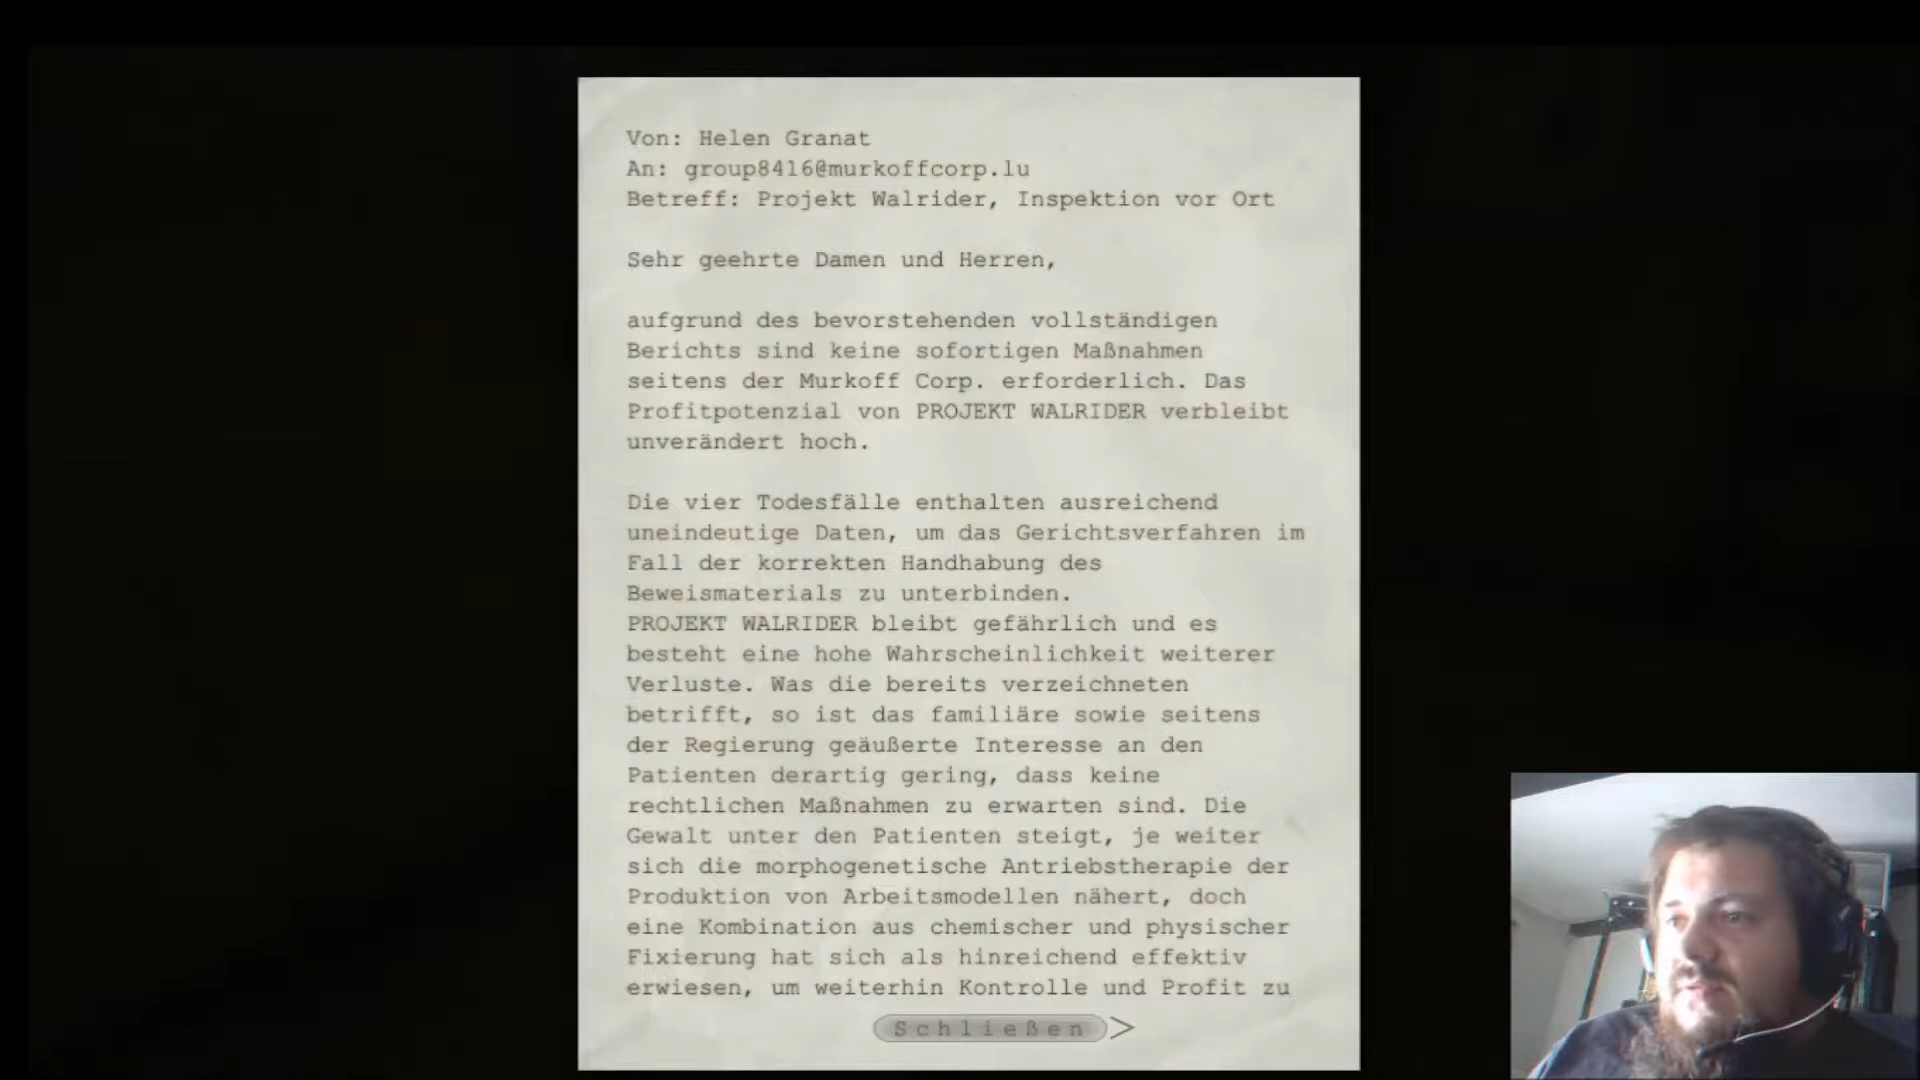 Von: Helen Granat
An: group8416@murkoffcorp.lu
Betreff: Projekt Walrider, Inspektion vor Ort
Sehr geehrte Damen und Herren,
aufgrund des bevorstehenden vollständigen
Berichts sind keine sofortigen Maßnahmen
seitens der Murkoff Corp. erforderlich. Das
Profitpotenzial von PROJEKT WALRIDER verbleibt
unverändert hoch.
Die vier Todesfälle enthalten ausreichend
uneindeutige Daten, um das Gerichtsverfahren im
Fall der korrekten Handhabung des
Beweismaterials zu unterbinden.
PROJEKT WALRIDER bleibt gefährlich und es
besteht eine hohe Wahrscheinlichkeit weiterer
Verluste. Was die bereits verzeichneten
betrifft, so ist das familiäre sowie seitens
der Regierung geäußerte Interesse an den
Patienten derartig gering, dass keine
rechtlichen Maßnahmen zu erwarten sind. Die
Gewalt unter den Patienten steigt, je weiter
sich die morphogenetische Antriebstherapie der
Produktion von Arbeitsmodellen nähert, doch
eine Kombination aus chemischer und physischer
Fixierung hat sich als hinreichend effektiv
erwiesen, um weiterhin Kontrolle und Profit zu
Schließen >